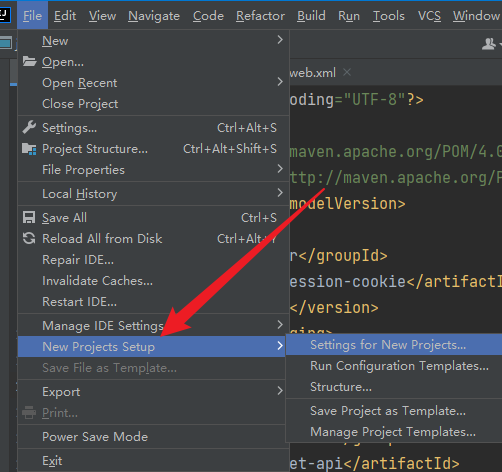 File Edit View Navigate Code Refactor Build Run Tools VCS Window
New
Open...
Open Recent
Close Project
web.xml
oding="UTF-8"?>
Settings... Ctrl+Alt+S
Project Structure... Ctrl+Alt+Shift+S
File Properties
maven.apache.org/POM/4.0
ttp://maven.apache.org/P
Local History
modelVersion>
Save All Ctrl+S
Reload All from Disk Ctrl+Alt+Y
r</groupId>
Repair IDE...
Invalidate Caches...
ession-cookie</artifactI
Restart IDE...
</version>
Manage IDE Settings
ging>
New Projects Setup
Settings for New Projects...
Save File as Template...
Run Configuration Templates...
Structure...
Export
Print...
Save Project as Template...
Power Save Mode
Manage Project Templates...
Exit
et-api</artifactId>